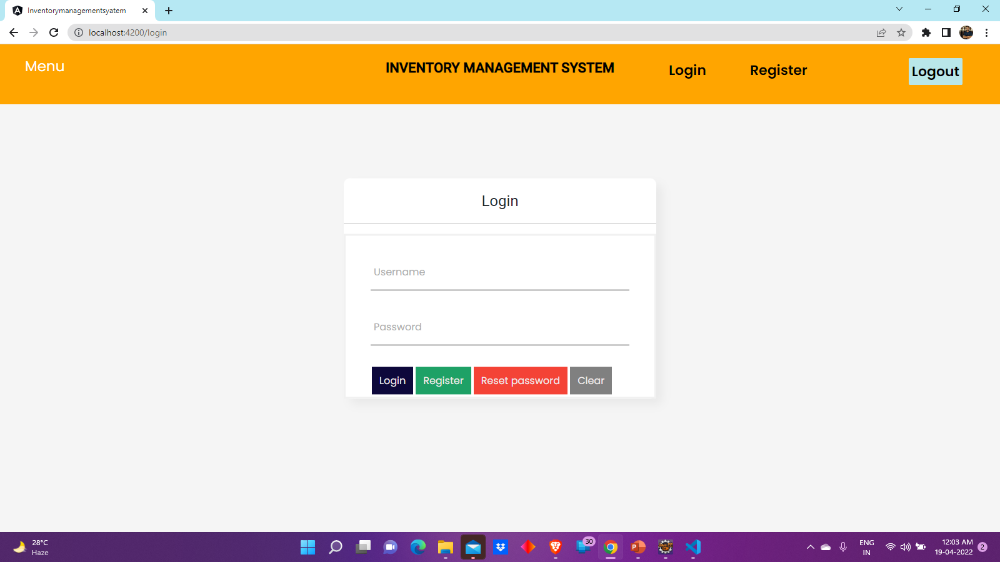 Inventorymanagementsyatem
localhost:4200/login
Menu
INVENTORY MANAGEMENT SYSTEM
Login
Register
Logout
Login
Username
Password
Login Register Reset password Clear
28°C
Haze
30
ENG
IN
12:03 AM
19-04-2022
2